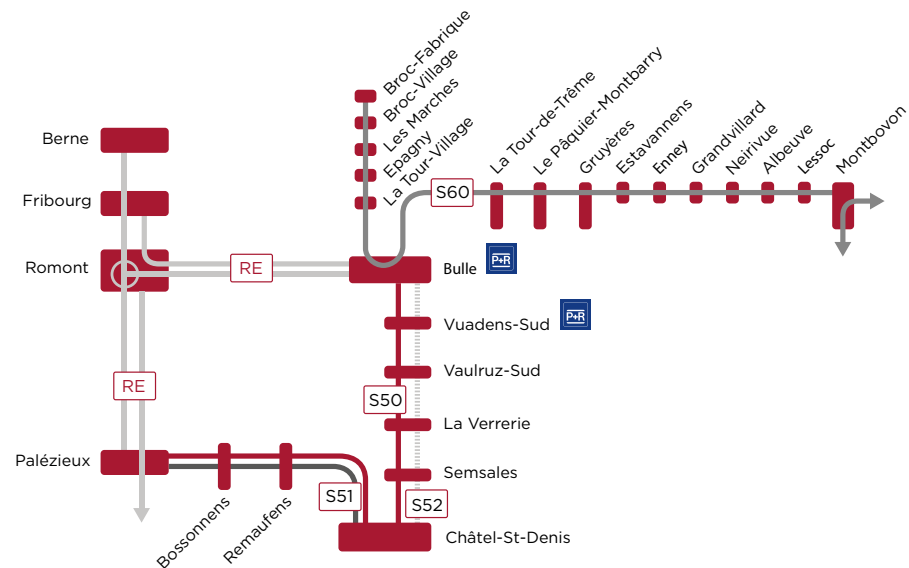 Broc-Fabrique
Broc-Village
Les Marches
Epagny
La Tour-Village
La Tour-de-Trême
Le Pâquier-Montbarry
Gruyères
Estavannens
Enney
Grandvillard
Neirivue
Albeuve
Lessoc
Montbovon
Berne
Fribourg
S60
Romont
RE
Bulle
P+R
Vuadens-Sud
P+R
Vaulruz-Sud
RE
S50
La Verrerie
Palézieux
Semsales
S51
S52
Bossonnens
Remaufens
Châtel-St-Denis